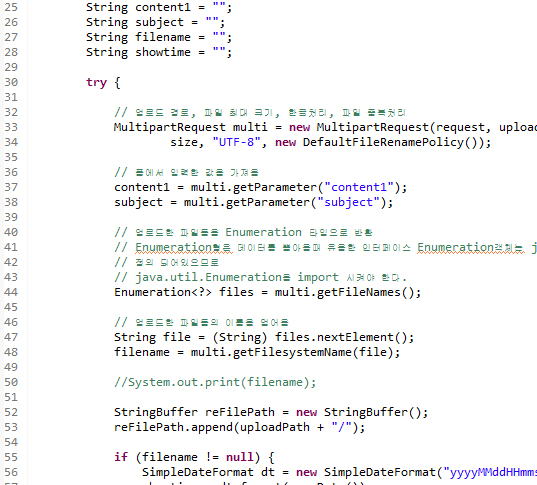 25 String content1 = "";
26 String subject = "";
27 String filename = "";
28 String showtime = "";
29
30 try {
31
32 // 업로드 경로, 파일 최대 크기, 한글처리, 파일 중복처리
33 MultipartRequest multi = new MultipartRequest(request, uploa
34 size, "UTF-8", new DefaultFileRenamePolicy());
35
36 // 폼에서 입력한 값을 가져옴
37 content1 = multi.getParameter("content1");
38 subject = multi.getParameter("subject");
39
40 // 업로드한 파일들을 Enumeration 타입으로 반환
41 // Enumeration형은 데이터를 뽑아올때 유용한 인터페이스 Enumeration객체는 j
42 // 정의 되어있으므로
43 // java.util.Enumeration을 import 시켜야 한다.
44 Enumeration<?> files = multi.getFileNames();
45
46 // 업로드한 파일들의 이름을 얻어옴
47 String file = (String) files.nextElement();
48 filename = multi.getFilesystemName(file);
49
50 //System.out.print(filename);
51
52 StringBuffer reFilePath = new StringBuffer();
53 reFilePath.append(uploadPath + "/");
54
55 if (filename != null) {
56 SimpleDateFormat dt = new SimpleDateFormat("yyyyMMddHHmms